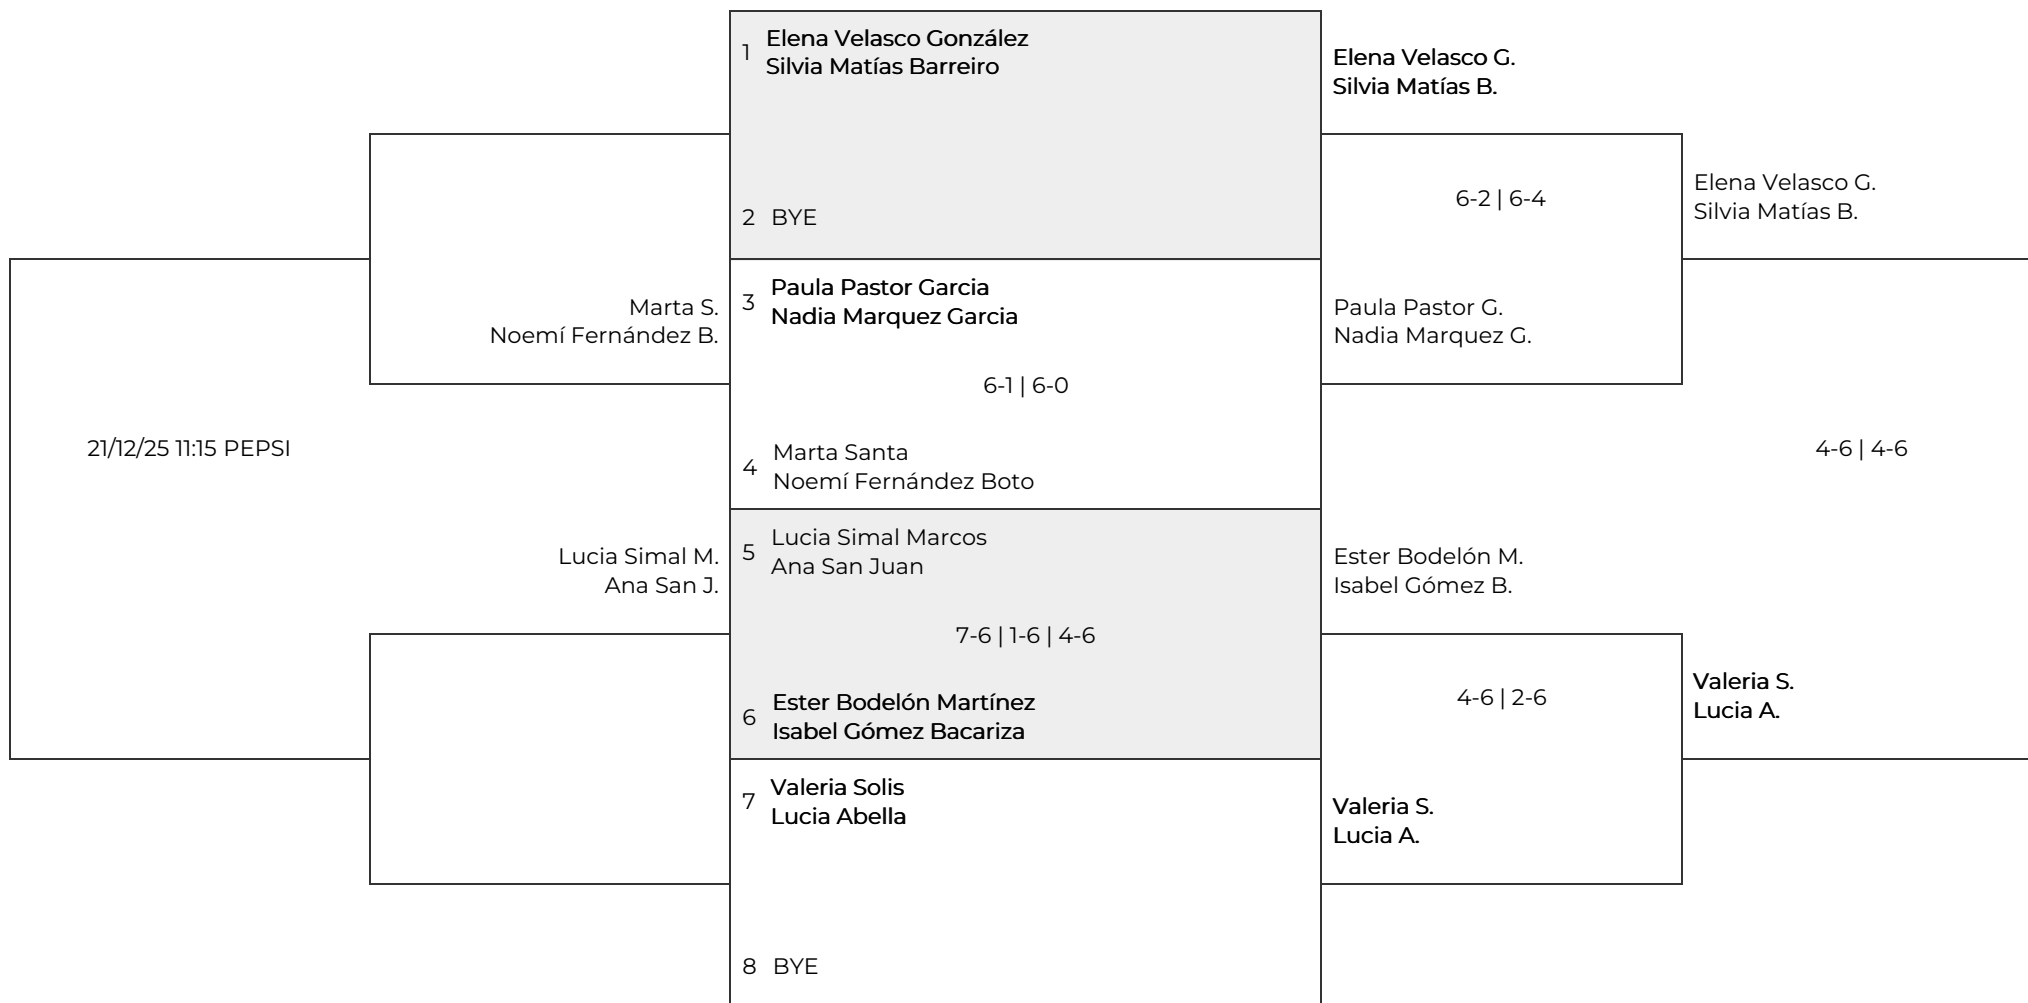 1
Elena Velasco González
Silvia Matías Barreiro
2 BYE
3
Paula Pastor Garcia
Nadia Marquez Garcia
6-1 | 6-0
4
Marta Santa
Noemí Fernández Boto
5
Lucia Simal Marcos
Ana San Juan
7-6 | 1-6 | 4-6
6
Ester Bodelón Martínez
Isabel Gómez Bacariza
7
Valeria Solis
Lucia Abella
8 BYE
Marta S.
Noemí Fernández B.
Lucia Simal M.
Ana San J.
21/12/25 11:15 PEPSI
Elena Velasco G.
Silvia Matías B.
6-2 | 6-4
Paula Pastor G.
Nadia Marquez G.
Ester Bodelón M.
Isabel Gómez B.
4-6 | 2-6
Valeria S.
Lucia A.
Elena Velasco G.
Silvia Matías B.
4-6 | 4-6
Valeria S.
Lucia A.